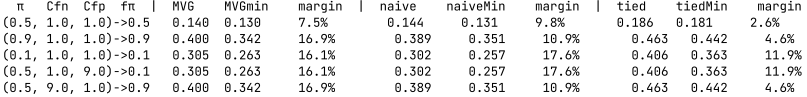 π Cfn Cfp fπ | MVG MVGmin margin | naive naiveMin margin | tied tiedMin margin
(0.5, 1.0, 1.0)->0.5 0.140 0.130 7.5% 0.144 0.131 9.8% 0.186 0.181 2.6%
(0.9, 1.0, 1.0)->0.9 0.400 0.342 16.9% 0.389 0.351 10.9% 0.463 0.442 4.6%
(0.1, 1.0, 1.0)->0.1 0.305 0.263 16.1% 0.302 0.257 17.6% 0.406 0.363 11.9%
(0.5, 1.0, 9.0)->0.1 0.305 0.263 16.1% 0.302 0.257 17.6% 0.406 0.363 11.9%
(0.5, 9.0, 1.0)->0.9 0.400 0.342 16.9% 0.389 0.351 10.9% 0.463 0.442 4.6%